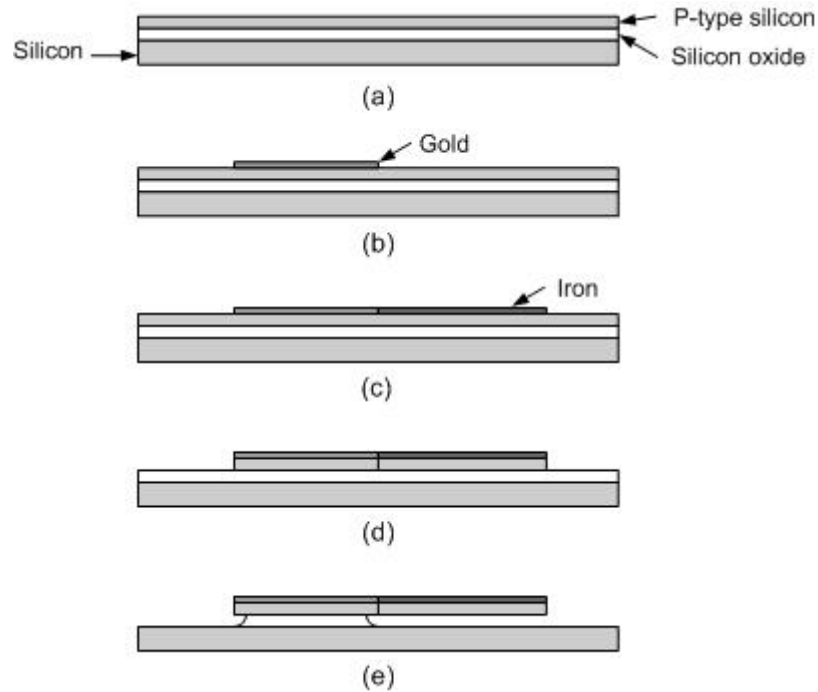 P-type silicon
Silicon
Silicon oxide
(a)
Gold
(b)
Iron
(c)
(d)
(e)